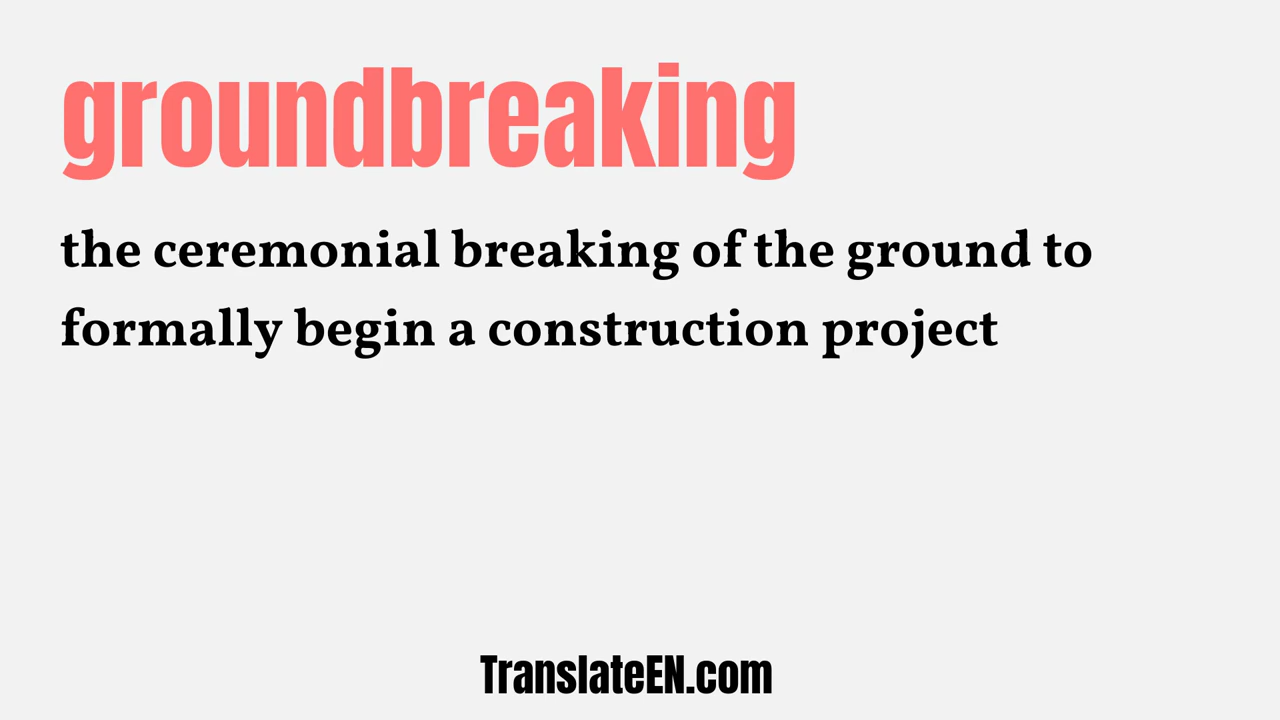 groundbreaking
the ceremonial breaking of the ground to
formally begin a construction project
TranslateEN.com